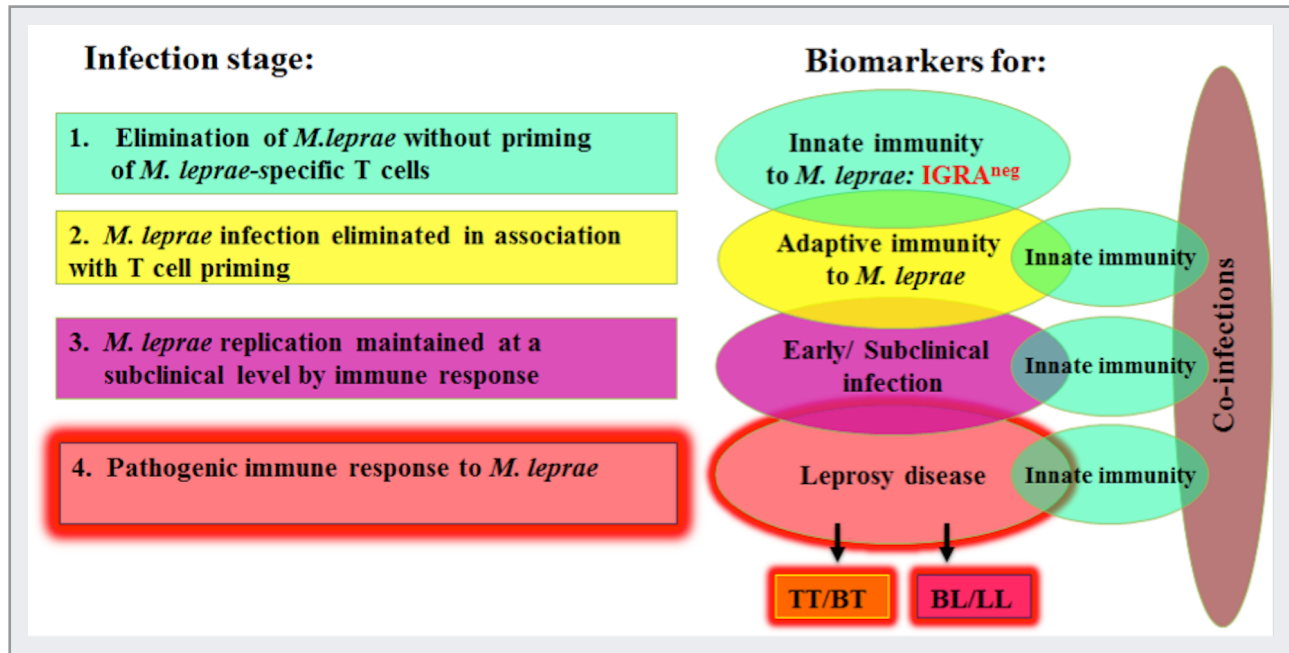 Infection stage:
Biomarkers for:
1. Elimination of M.leprae without priming
of M. leprae-specific T cells
Innate immunity
to M. leprae: IGRAneg
2. M. leprae infection eliminated in association
with T cell priming
Adaptive immunity
to M. leprae
Innate immunity
3. M. leprae replication maintained at a
subclinical level by immune response
Early/ Subclinical
infection
Innate immunity
4. Pathogenic immune response to M. leprae
Leprosy disease
Innate immunity
TT/BT
BL/LL
Co-infections